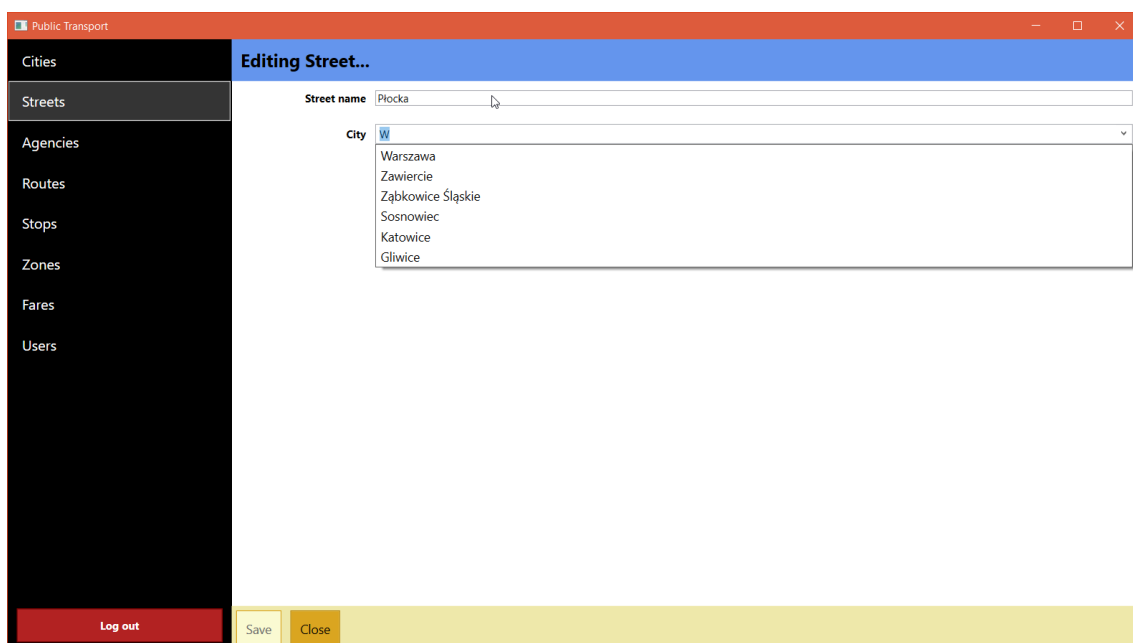 Public Transport
Cities
Streets
Agencies
Routes
Stops
Zones
Fares
Users
Log out
Editing Street...
Street name Płocka
City W
Warszawa
Zawiercie
Ząbkowice Śląskie
Sosnowiec
Katowice
Gliwice
Save Close